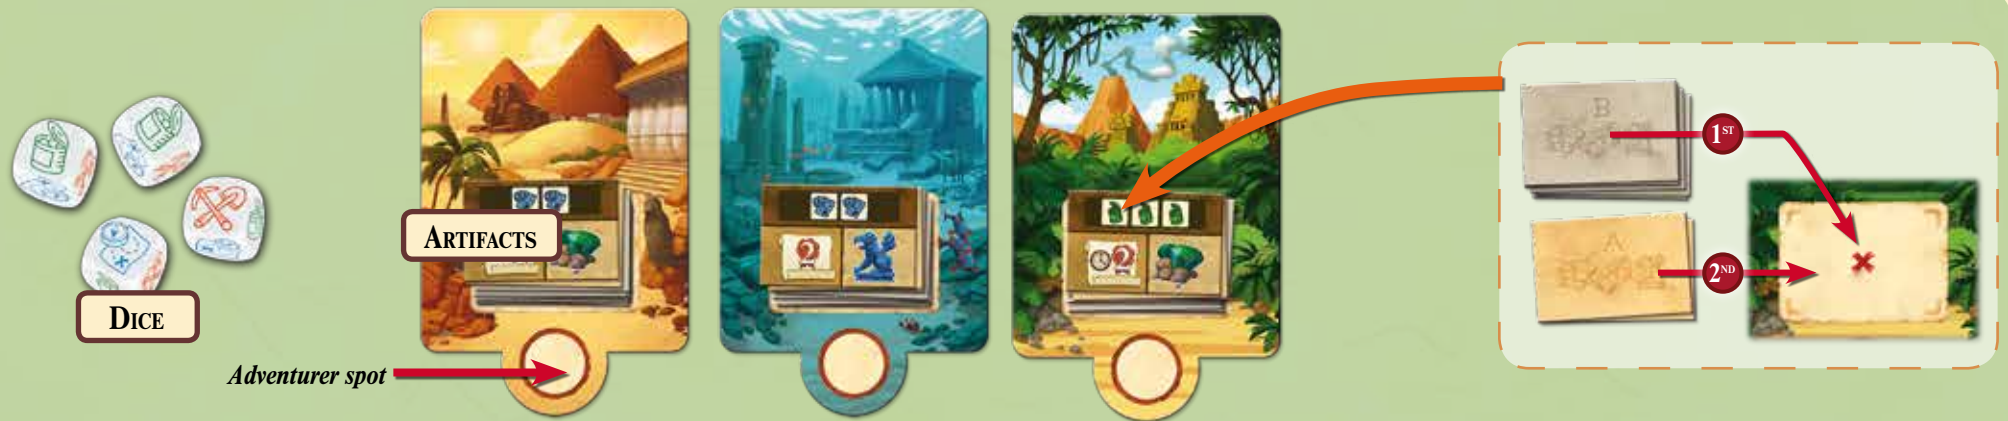 DICE
Adventurer spot
ARTIFACTS
B
1ST
A
2ND